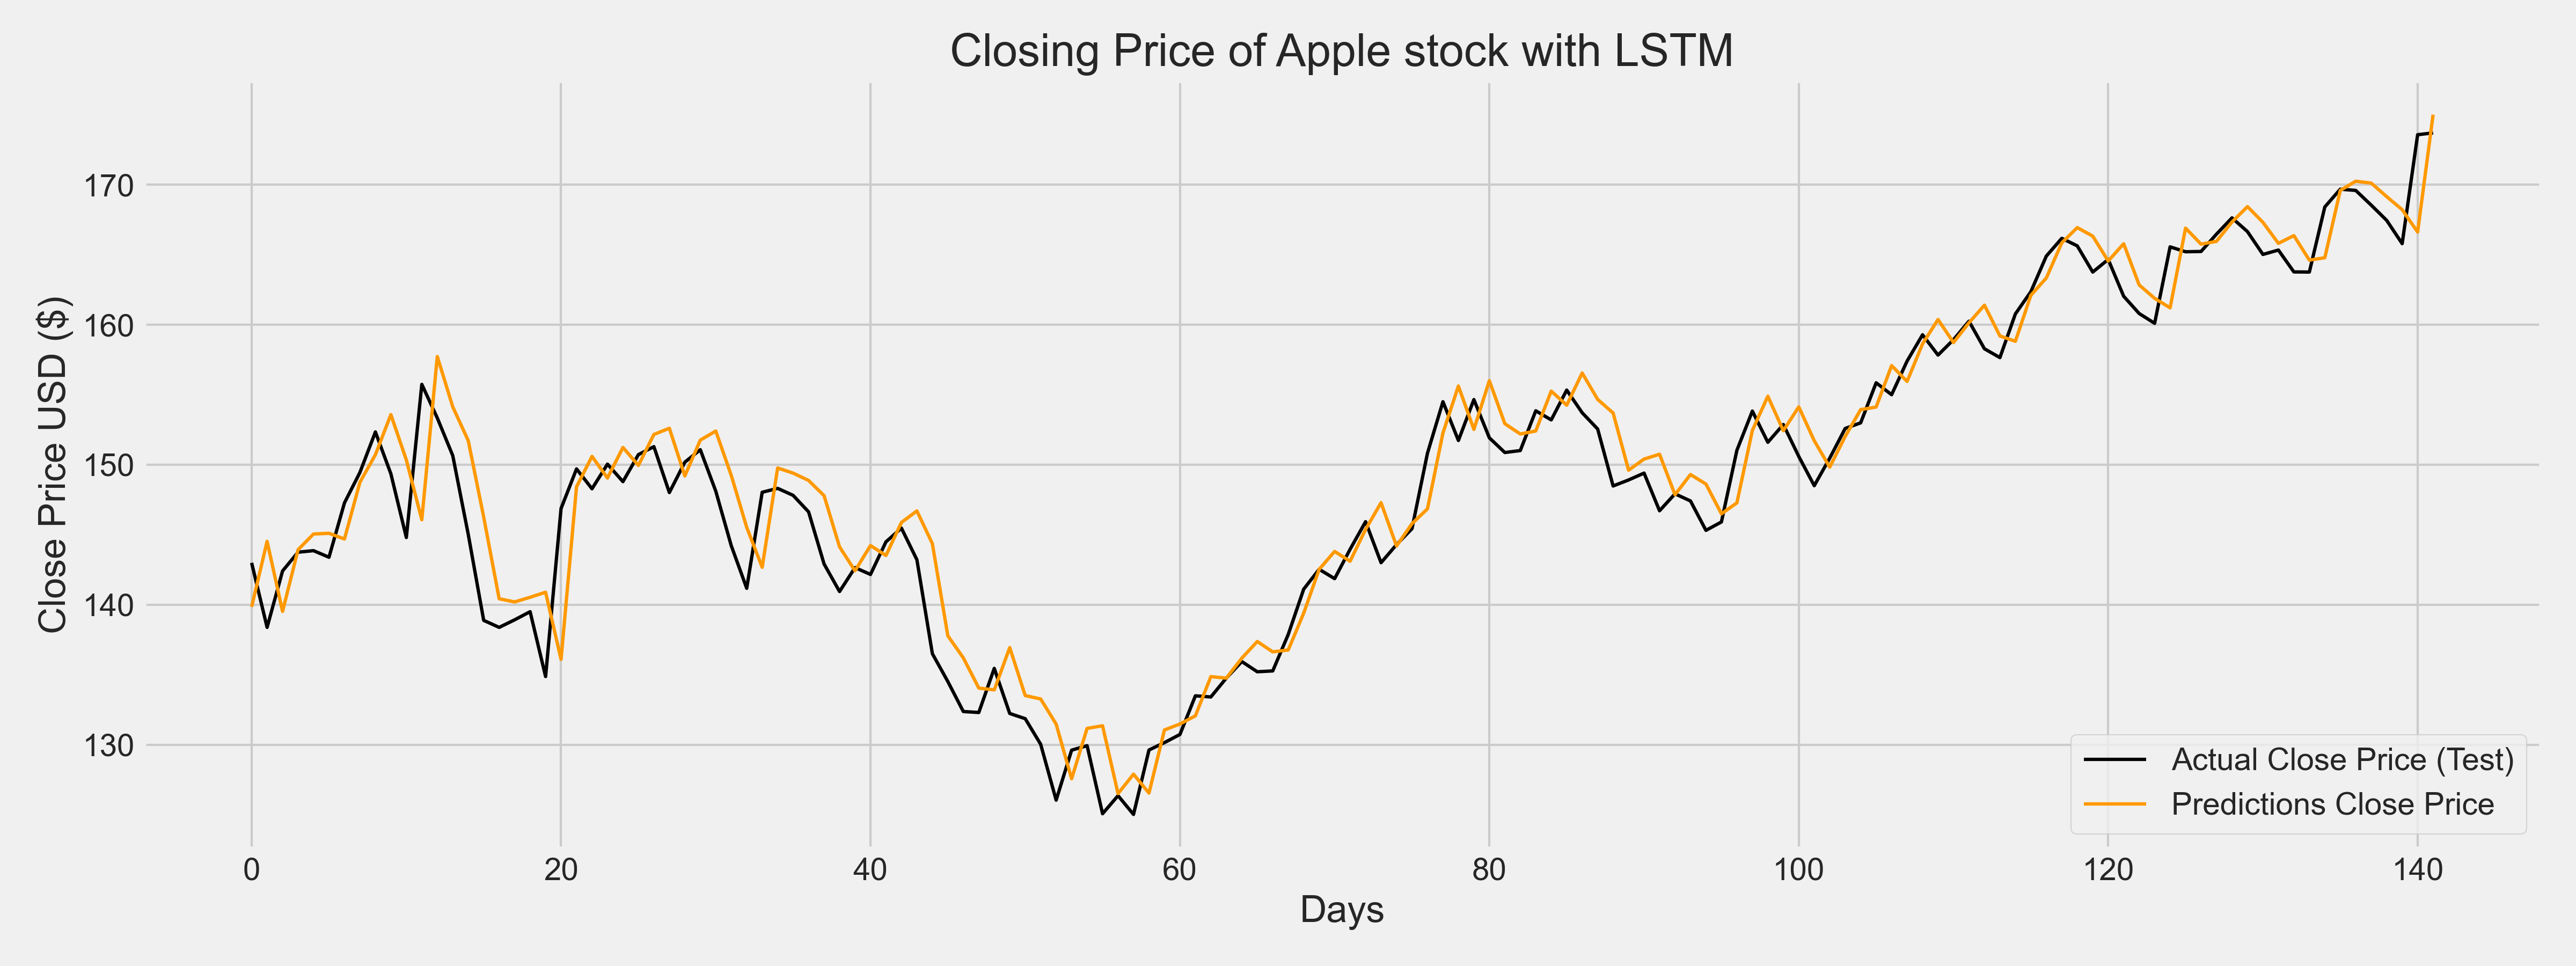 Closing Price of Apple stock with LSTM
Close Price USD ($)
170
160
150
140
130
0 20 40 60 80 100 120 140
Days
Actual Close Price (Test)
Predictions Close Price